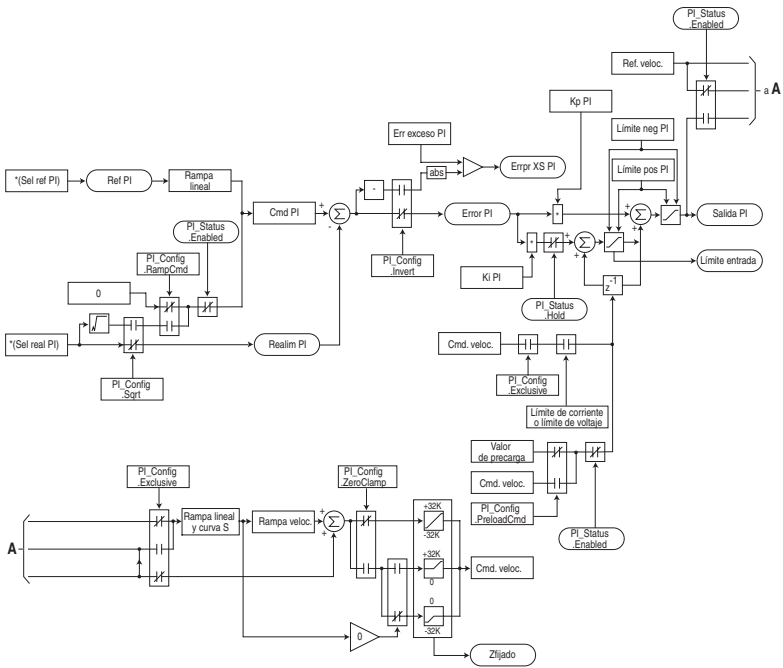 PI_Status
.Enabled
Ref. veloc.
a A
Kp PI
Err exceso PI
Límite neg PI
abs
Errpr XS PI
Límite pos PI
*(Sel ref PI)
Ref PI
Rampa
lineal
-
Cmd PI
+
Σ
-
Error PI
*
+
Σ
+
Salida PI
PI_Status
.Enabled
PI_Config
.RampCmd
PI_Config
.Invert
*
+
Σ
+
Límite entrada
Ki PI
z-1
0
PI_Status
.Hold
√
*(Sel real PI)
Realim PI
Cmd. veloc.
PI_Config
.Sqrt
PI_Config
.Exclusive
Límite de corriente
o límite de voltaje
Valor
de precarga
Cmd. veloc.
PI_Config
.PreloadCmd
PI_Status
.Enabled
PI_Config
.Exclusive
PI_Config
.ZeroClamp
A
Rampa lineal
y curva S
Rampa veloc.
+
Σ
+
+32K
-32K
+32K
0
Cmd. veloc.
0
-32K
0
Zfijado